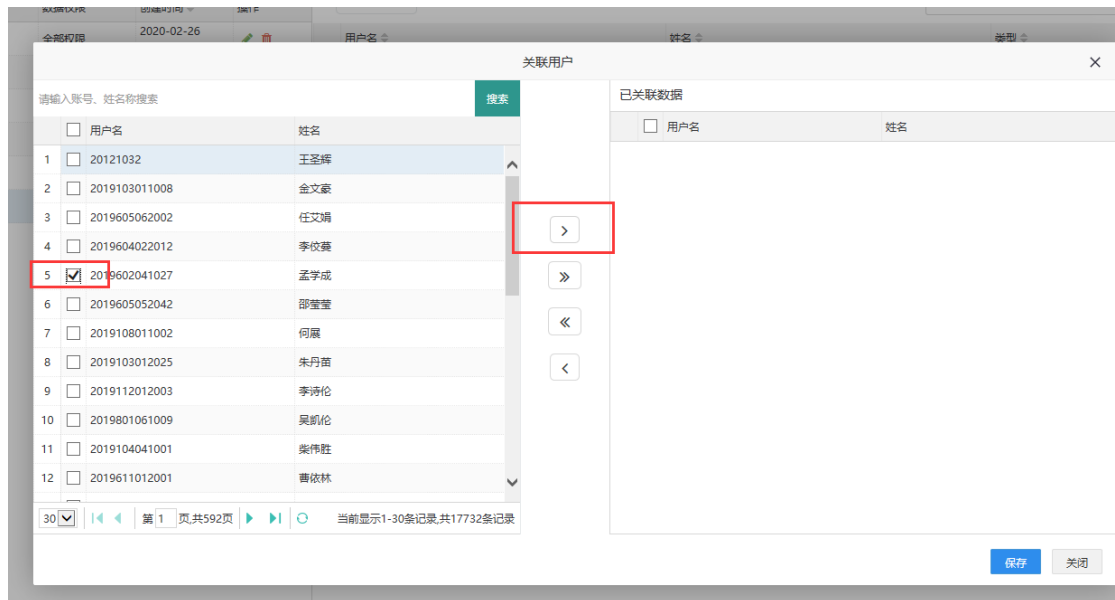 数据权限 创建时间 操作
全部权限 2020-02-26 用户名 姓名 类型
关联用户
请输入账号、姓名称搜索 搜索 已关联数据
用户名 姓名 用户名 姓名
1 20121032 王圣辉
2 2019103011008 金文豪
3 2019605062002 任艾娟
4 2019604022012 李佼龚
5 2019602041027 孟学成
6 2019605052042 邵莹莹
7 2019108011002 何展
8 2019103012025 朱丹苗
9 2019112012003 李诗伦
10 2019801061009 吴凯伦
11 2019104041001 柴伟胜
12 2019611012001 曹依林
30 第 1 页,共592页 当前显示1-30条记录,共17732条记录
保存 关闭